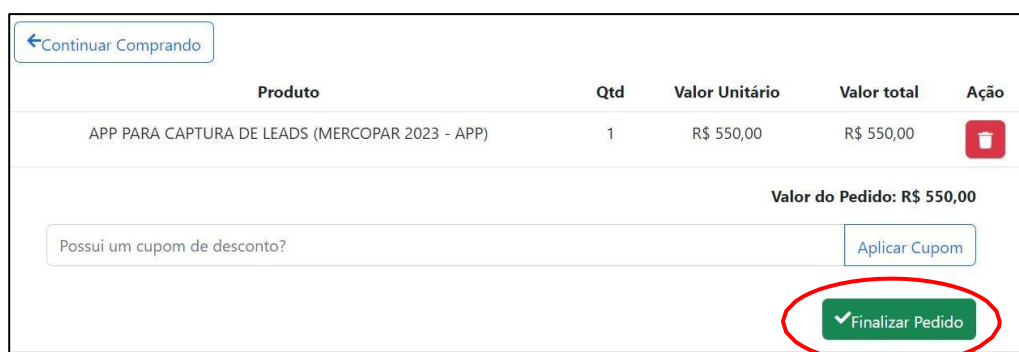 Continuar Comprando
Produto Qtd Valor Unitário Valor total Ação
APP PARA CAPTURA DE LEADS (MERCOPAR 2023 - APP) 1 R$ 550,00 R$ 550,00
Valor do Pedido: R$ 550,00
Possui um cupom de desconto? Aplicar Cupom
Finalizar Pedido